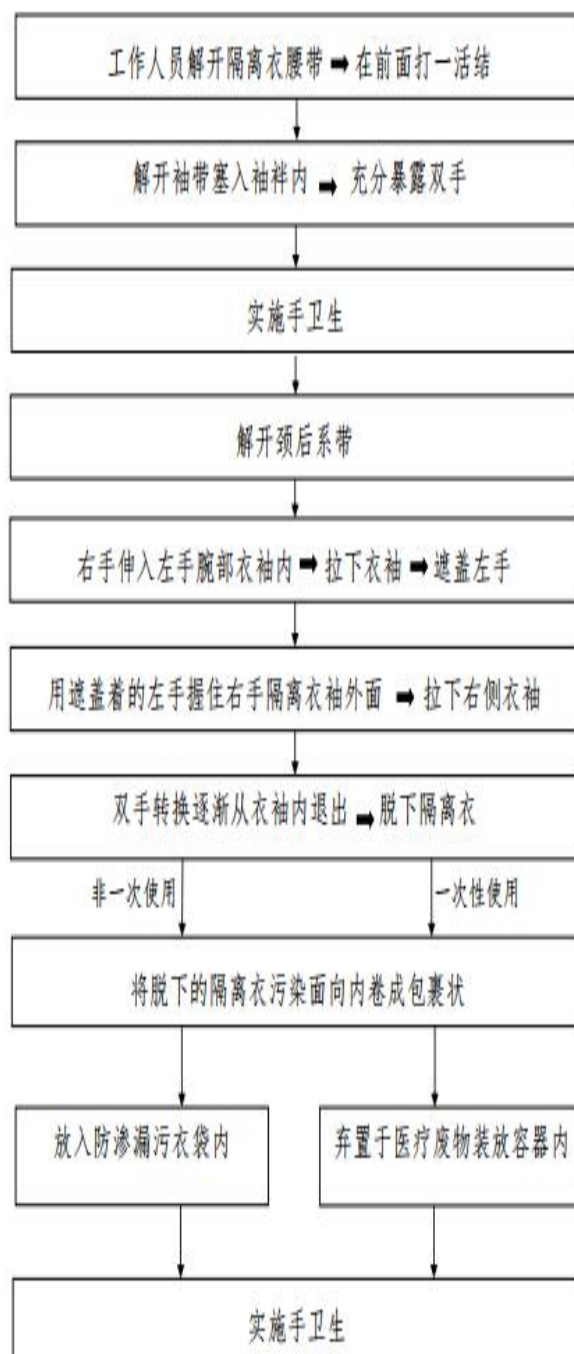 工作人员解开隔离衣腰带➡在前面打一活结
解开袖带塞入袖袢内 ➡ 充分暴露双手
实施手卫生
解开颈后系带
右手伸入左手腕部衣袖内➡拉下衣袖➡遮盖左手
用遮盖着的左手握住右手隔离衣袖外面 ➡ 拉下右侧衣袖
双手转换逐渐从衣袖内退出 ➡脱下隔离衣
非一次使用
一次性使用
将脱下的隔离衣污染面向内卷成包裹状
放入防渗漏污衣袋内
弃置于医疗废物装放容器内
实施手卫生